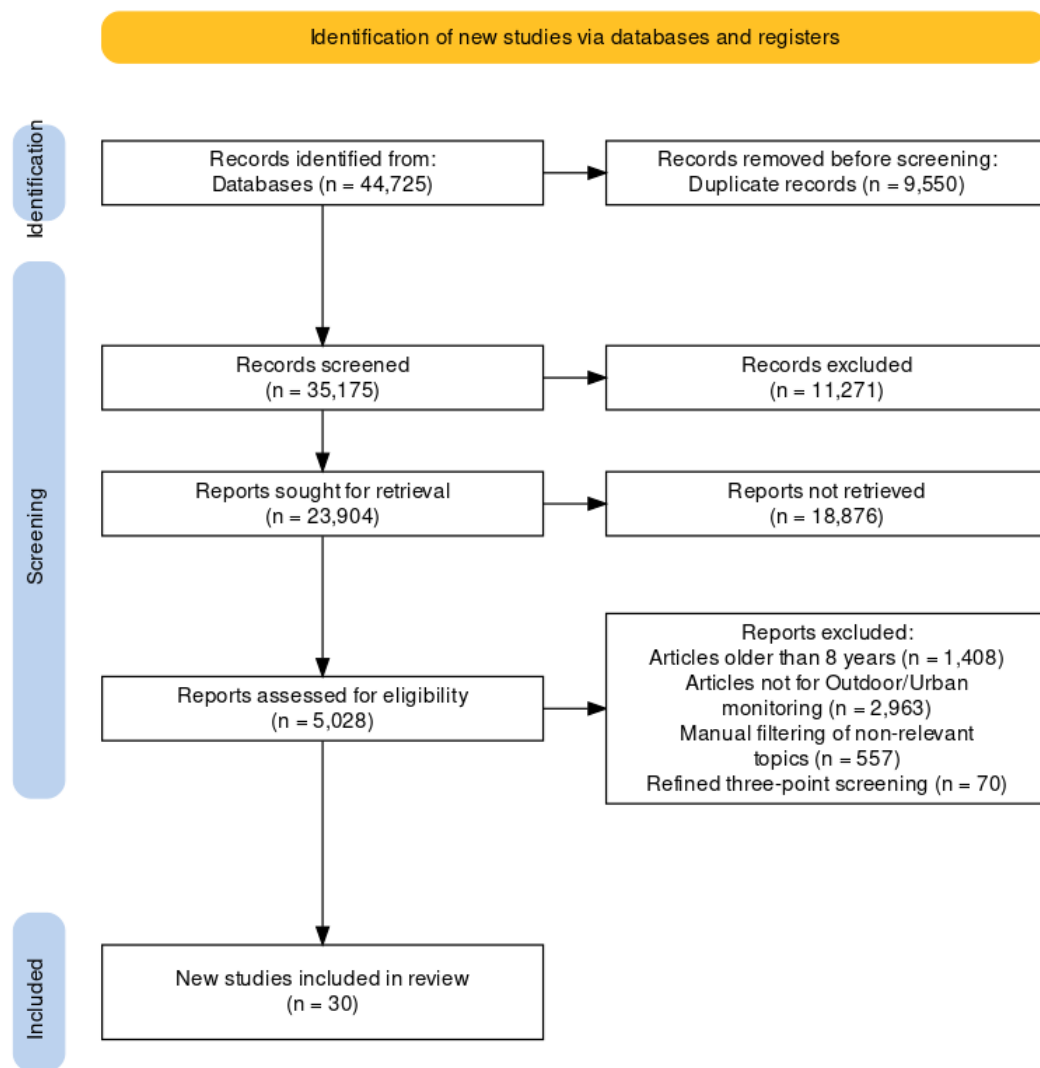 Identification of new studies via databases and registers
Identification
Records identified from:
Databases (n = 44,725)
Records removed before screening:
Duplicate records (n = 9,550)
Screening
Records screened
(n = 35,175)
Records excluded
(n = 11,271)
Reports sought for retrieval
(n = 23,904)
Reports not retrieved
(n = 18,876)
Reports assessed for eligibility
(n = 5,028)
Reports excluded:
Articles older than 8 years (n = 1,408)
Articles not for Outdoor/Urban
monitoring (n = 2,963)
Manual filtering of non-relevant
topics (n = 557)
Refined three-point screening (n = 70)
Included
New studies included in review
(n = 30)